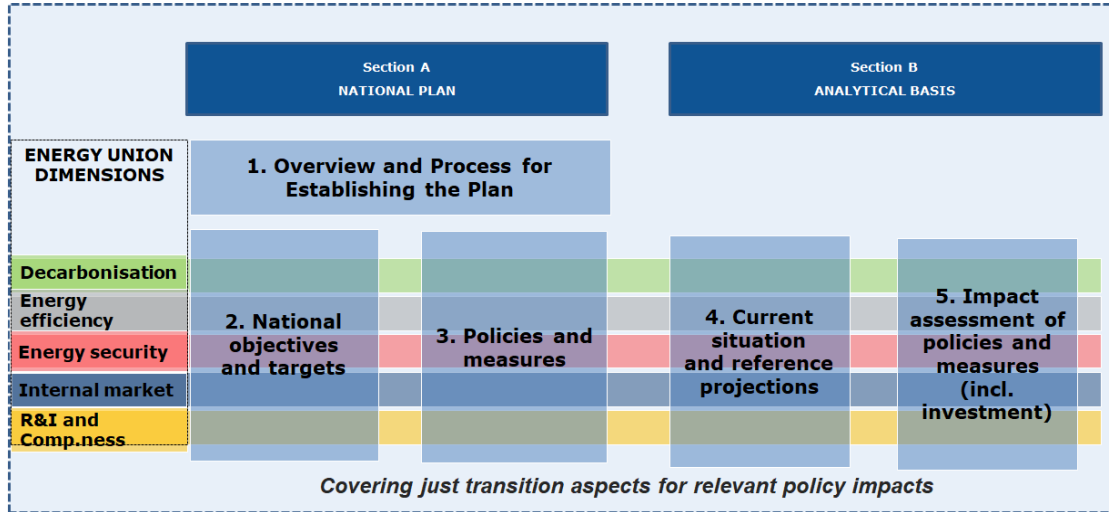 Section A
NATIONAL PLAN
Section B
ANALYTICAL BASIS
ENERGY UNION
DIMENSIONS
1. Overview and Process for
Establishing the Plan
Decarbonisation
Energy
efficiency
Energy security
Internal market
R&I and
Comp.ness
2. National
objectives
and targets
3. Policies and
measures
4. Current
situation
and reference
projections
5. Impact
assessment of
policies and
measures
(incl.
investment)
Covering just transition aspects for relevant policy impacts